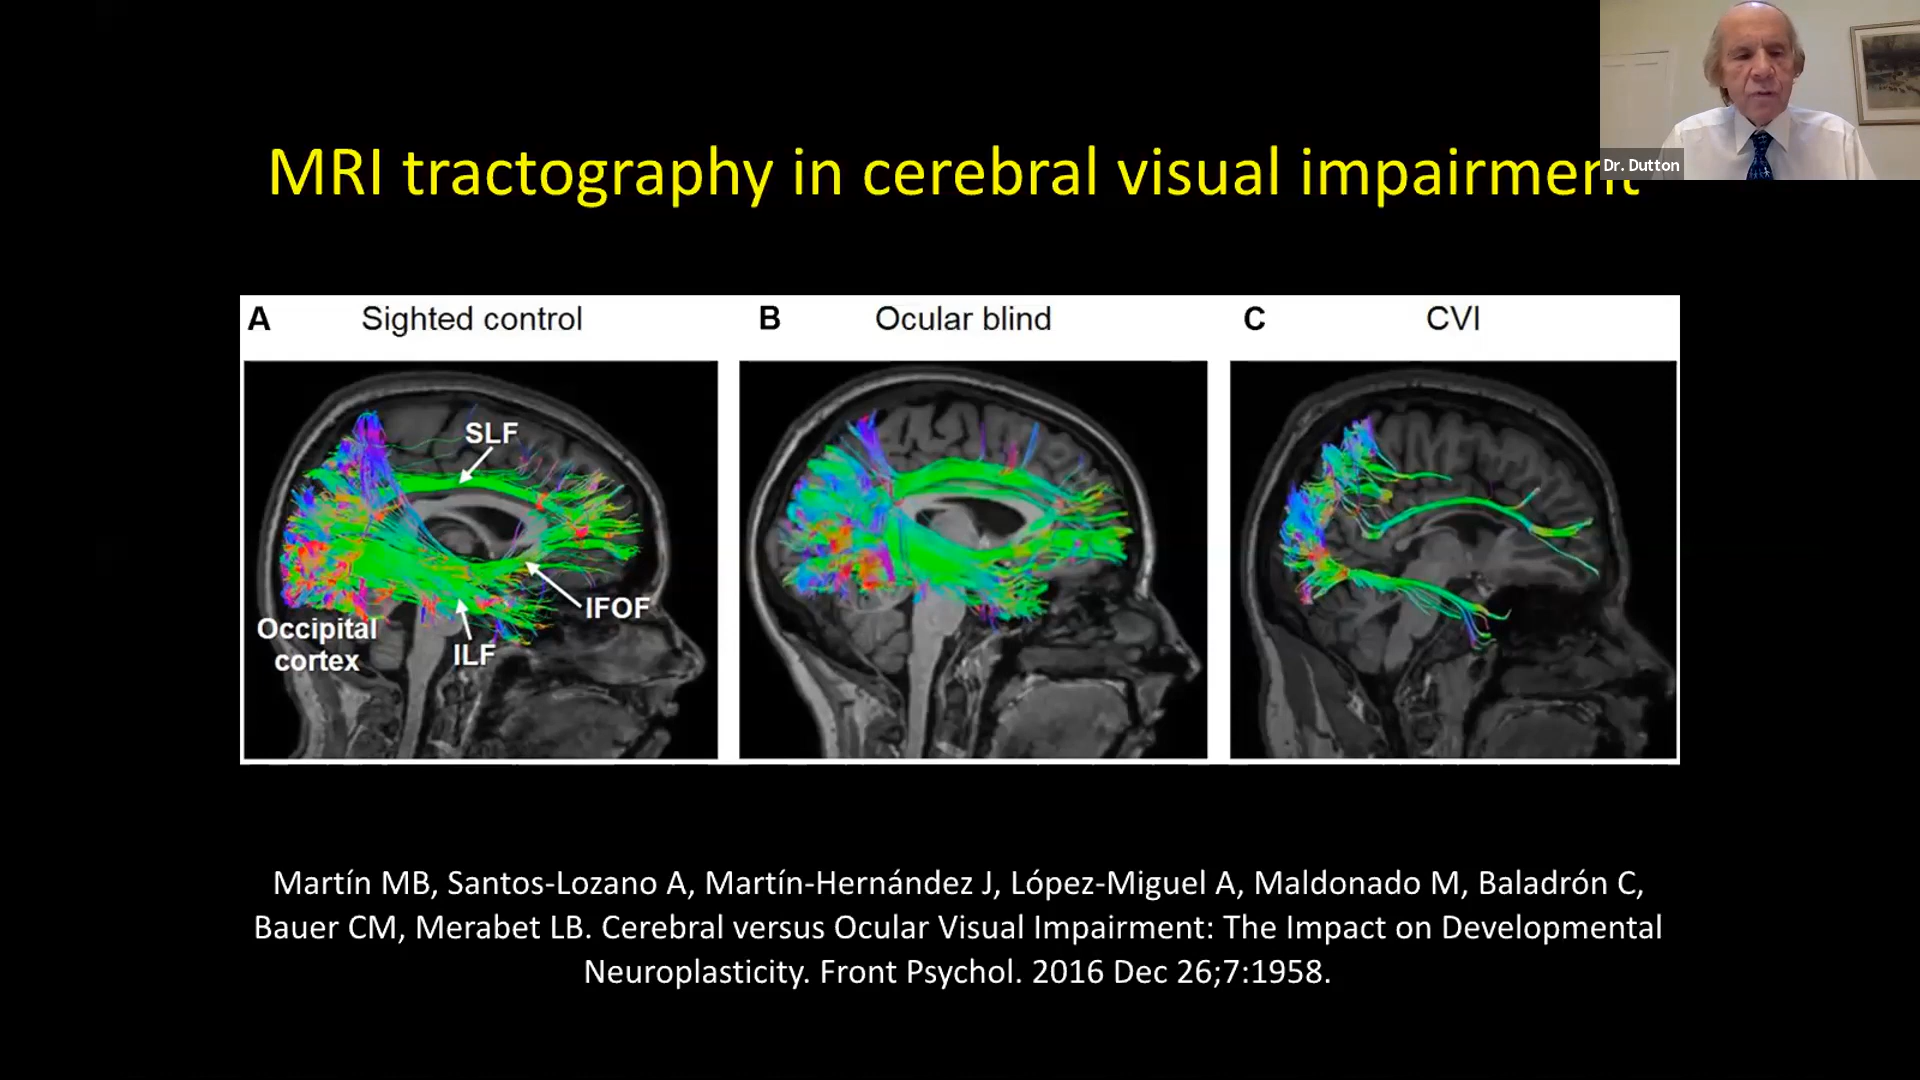 MRI tractography in cerebral visual impairment
Dr. Dutton
A Sighted control
B Ocular blind
C CVI
SLF
IFOF
ILF
Occipital
cortex
Martín MB, Santos-Lozano A, Martín-Hernández J, López-Miguel A, Maldonado M, Baladrón C,
Bauer CM, Merabet LB. Cerebral versus Ocular Visual Impairment: The Impact on Developmental
Neuroplasticity. Front Psychol. 2016 Dec 26;7:1958.